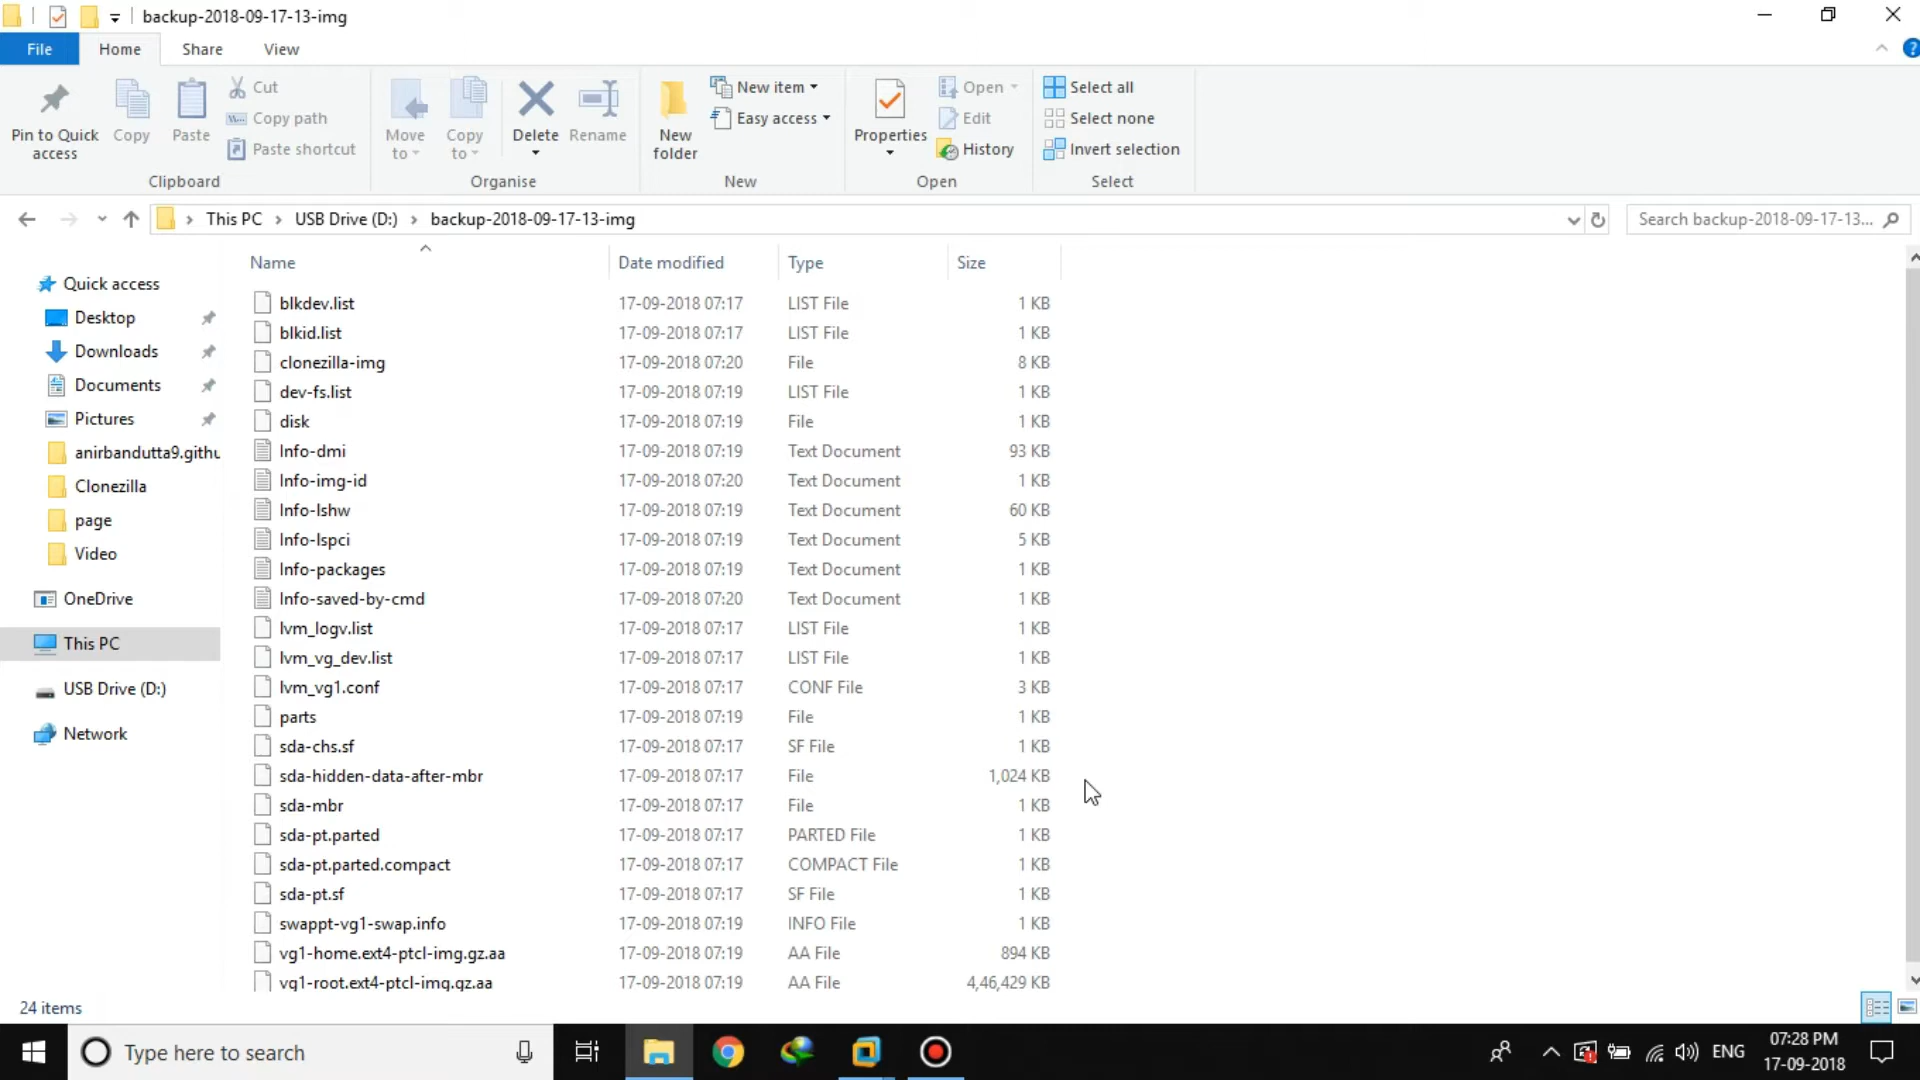 backup-2018-09-17-13-img
File Home Share View
Pin to Quick access
Copy
Paste
Cut
Copy path
Paste shortcut
Clipboard
Move to
Copy to
Delete
Rename
Organise
New folder
New item
Easy access
New
Properties
Open
Edit
History
Open
Select all
Select none
Invert selection
Select
This PC > USB Drive (D:) > backup-2018-09-17-13-img
Search backup-2018-09-17-13...
Quick access
Desktop
Downloads
Documents
Pictures
anirbandutta9.githu
Clonezilla
page
Video
OneDrive
This PC
USB Drive (D:)
Network
Name Date modified Type Size
blkdev.list 17-09-2018 07:17 LIST File 1 KB
blkid.list 17-09-2018 07:17 LIST File 1 KB
clonezilla-img 17-09-2018 07:20 File 8 KB
dev-fs.list 17-09-2018 07:19 LIST File 1 KB
disk 17-09-2018 07:19 File 1 KB
Info-dmi 17-09-2018 07:19 Text Document 93 KB
Info-img-id 17-09-2018 07:20 Text Document 1 KB
Info-lshw 17-09-2018 07:19 Text Document 60 KB
Info-lspci 17-09-2018 07:19 Text Document 5 KB
Info-packages 17-09-2018 07:19 Text Document 1 KB
Info-saved-by-cmd 17-09-2018 07:20 Text Document 1 KB
lvm_logv.list 17-09-2018 07:17 LIST File 1 KB
lvm_vg_dev.list 17-09-2018 07:17 LIST File 1 KB
lvm_vg1.conf 17-09-2018 07:17 CONF File 3 KB
parts 17-09-2018 07:19 File 1 KB
sda-chs.sf 17-09-2018 07:17 SF File 1 KB
sda-hidden-data-after-mbr 17-09-2018 07:17 File 1,024 KB
sda-mbr 17-09-2018 07:17 File 1 KB
sda-pt.parted 17-09-2018 07:17 PARTED File 1 KB
sda-pt.parted.compact 17-09-2018 07:17 COMPACT File 1 KB
sda-pt.sf 17-09-2018 07:17 SF File 1 KB
swappt-vg1-swap.info 17-09-2018 07:19 INFO File 1 KB
vg1-home.ext4-ptcl-img.gz.aa 17-09-2018 07:19 AA File 894 KB
vg1-root.ext4-ptcl-img.gz.aa 17-09-2018 07:19 AA File 4,46,429 KB
24 items
Type here to search
ENG
07:28 PM
17-09-2018